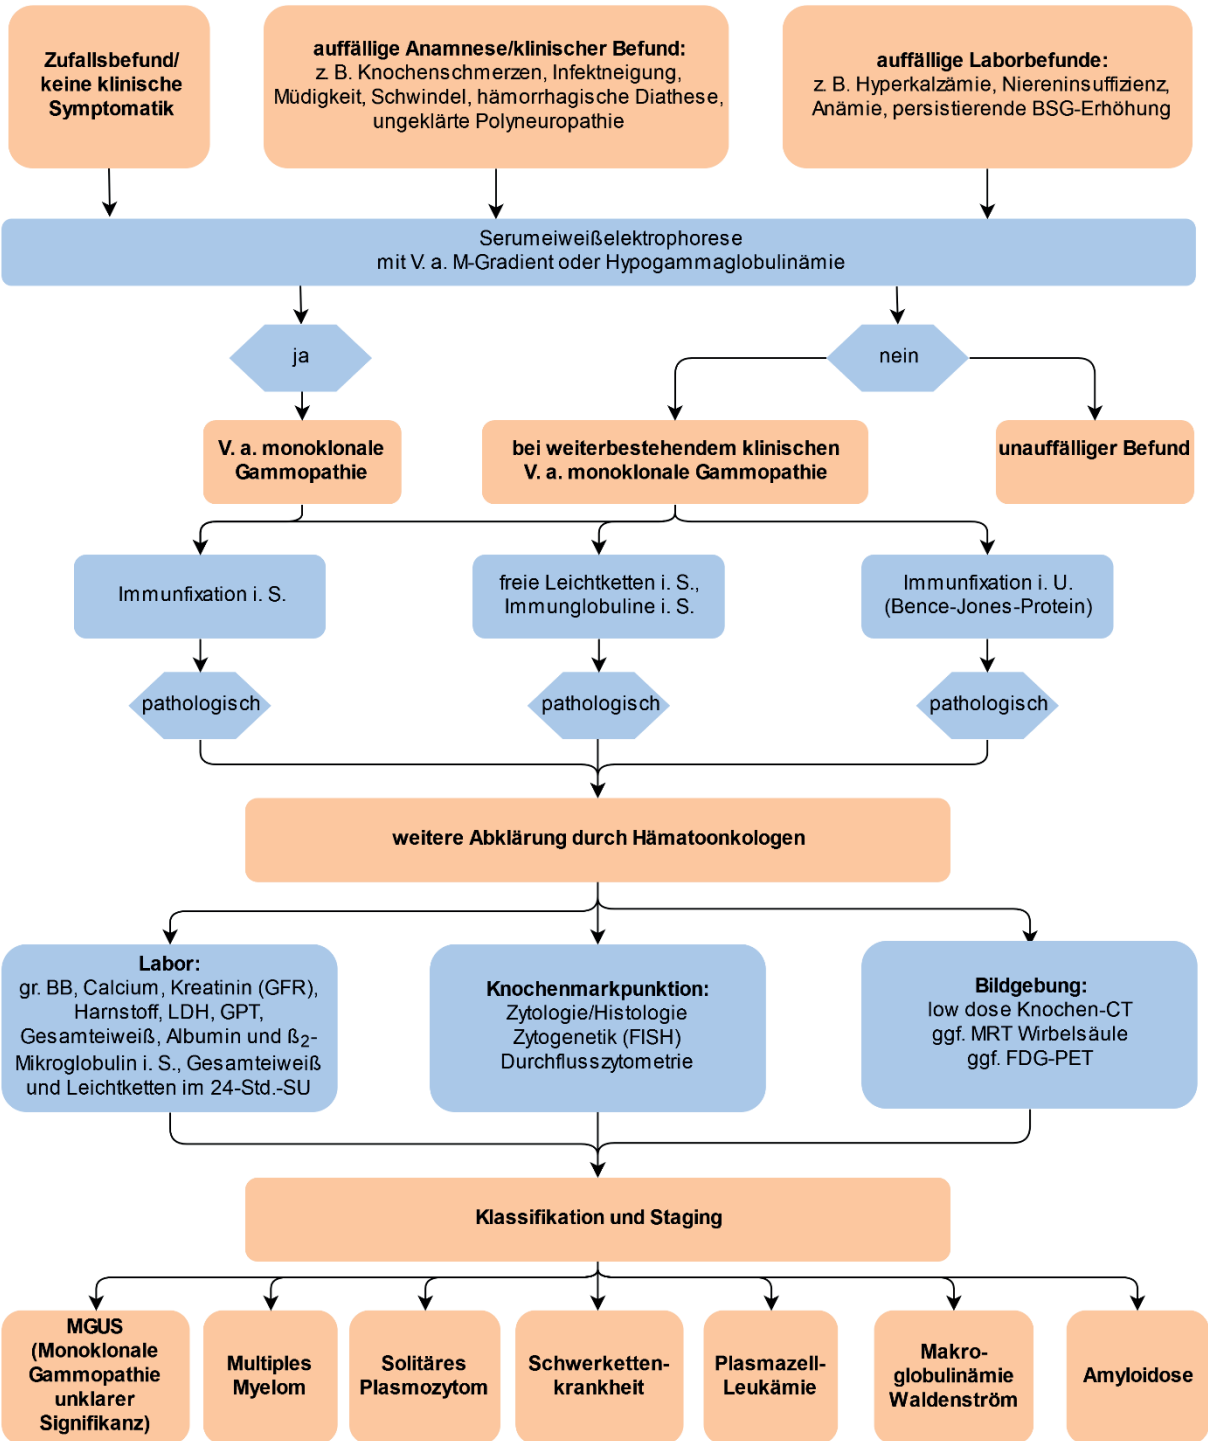 Zufallsbefund/
keine klinische
Symptomatik
auffällige Anamnese/klinischer Befund:
z. B. Knochenschmerzen, Infektneigung,
Müdigkeit, Schwindel, hämorrhagische Diathese,
ungeklärte Polyneuropathie
auffällige Laborbefunde:
z. B. Hyperkalzämie, Niereninsuffizienz,
Anämie, persistierende BSG-Erhöhung
Serumeiweißelektrophorese
mit V. a. M-Gradient oder Hypogammaglobulinämie
ja
nein
V. a. monoklonale
Gammopathie
bei weiterbestehendem klinischen
V. a. monoklonale Gammopathie
unauffälliger Befund
Immunfixation i. S.
freie Leichtketten i. S.,
Immunglobuline i. S.
Immunfixation i. U.
(Bence-Jones-Protein)
pathologisch
pathologisch
pathologisch
weitere Abklärung durch Hämatoonkologen
Labor:
gr. BB, Calcium, Kreatinin (GFR),
Harnstoff, LDH, GPT,
Gesamteiweiß, Albumin und ß₂-
Mikroglobulin i. S., Gesamteiweiß
und Leichtketten im 24-Std.-SU
Knochenmarkpunktion:
Zytologie/Histologie
Zytogenetik (FISH)
Durchflusszytometrie
Bildgebung:
low dose Knochen-CT
ggf. MRT Wirbelsäule
ggf. FDG-PET
Klassifikation und Staging
MGUS
(Monoklonale
Gammopathie
unklarer
Signifikanz)
Multiples
Myelom
Solitäres
Plasmozytom
Schwerketten-
krankheit
Plasmazell-
Leukämie
Makro-
globulinämie
Waldenström
Amyloidose